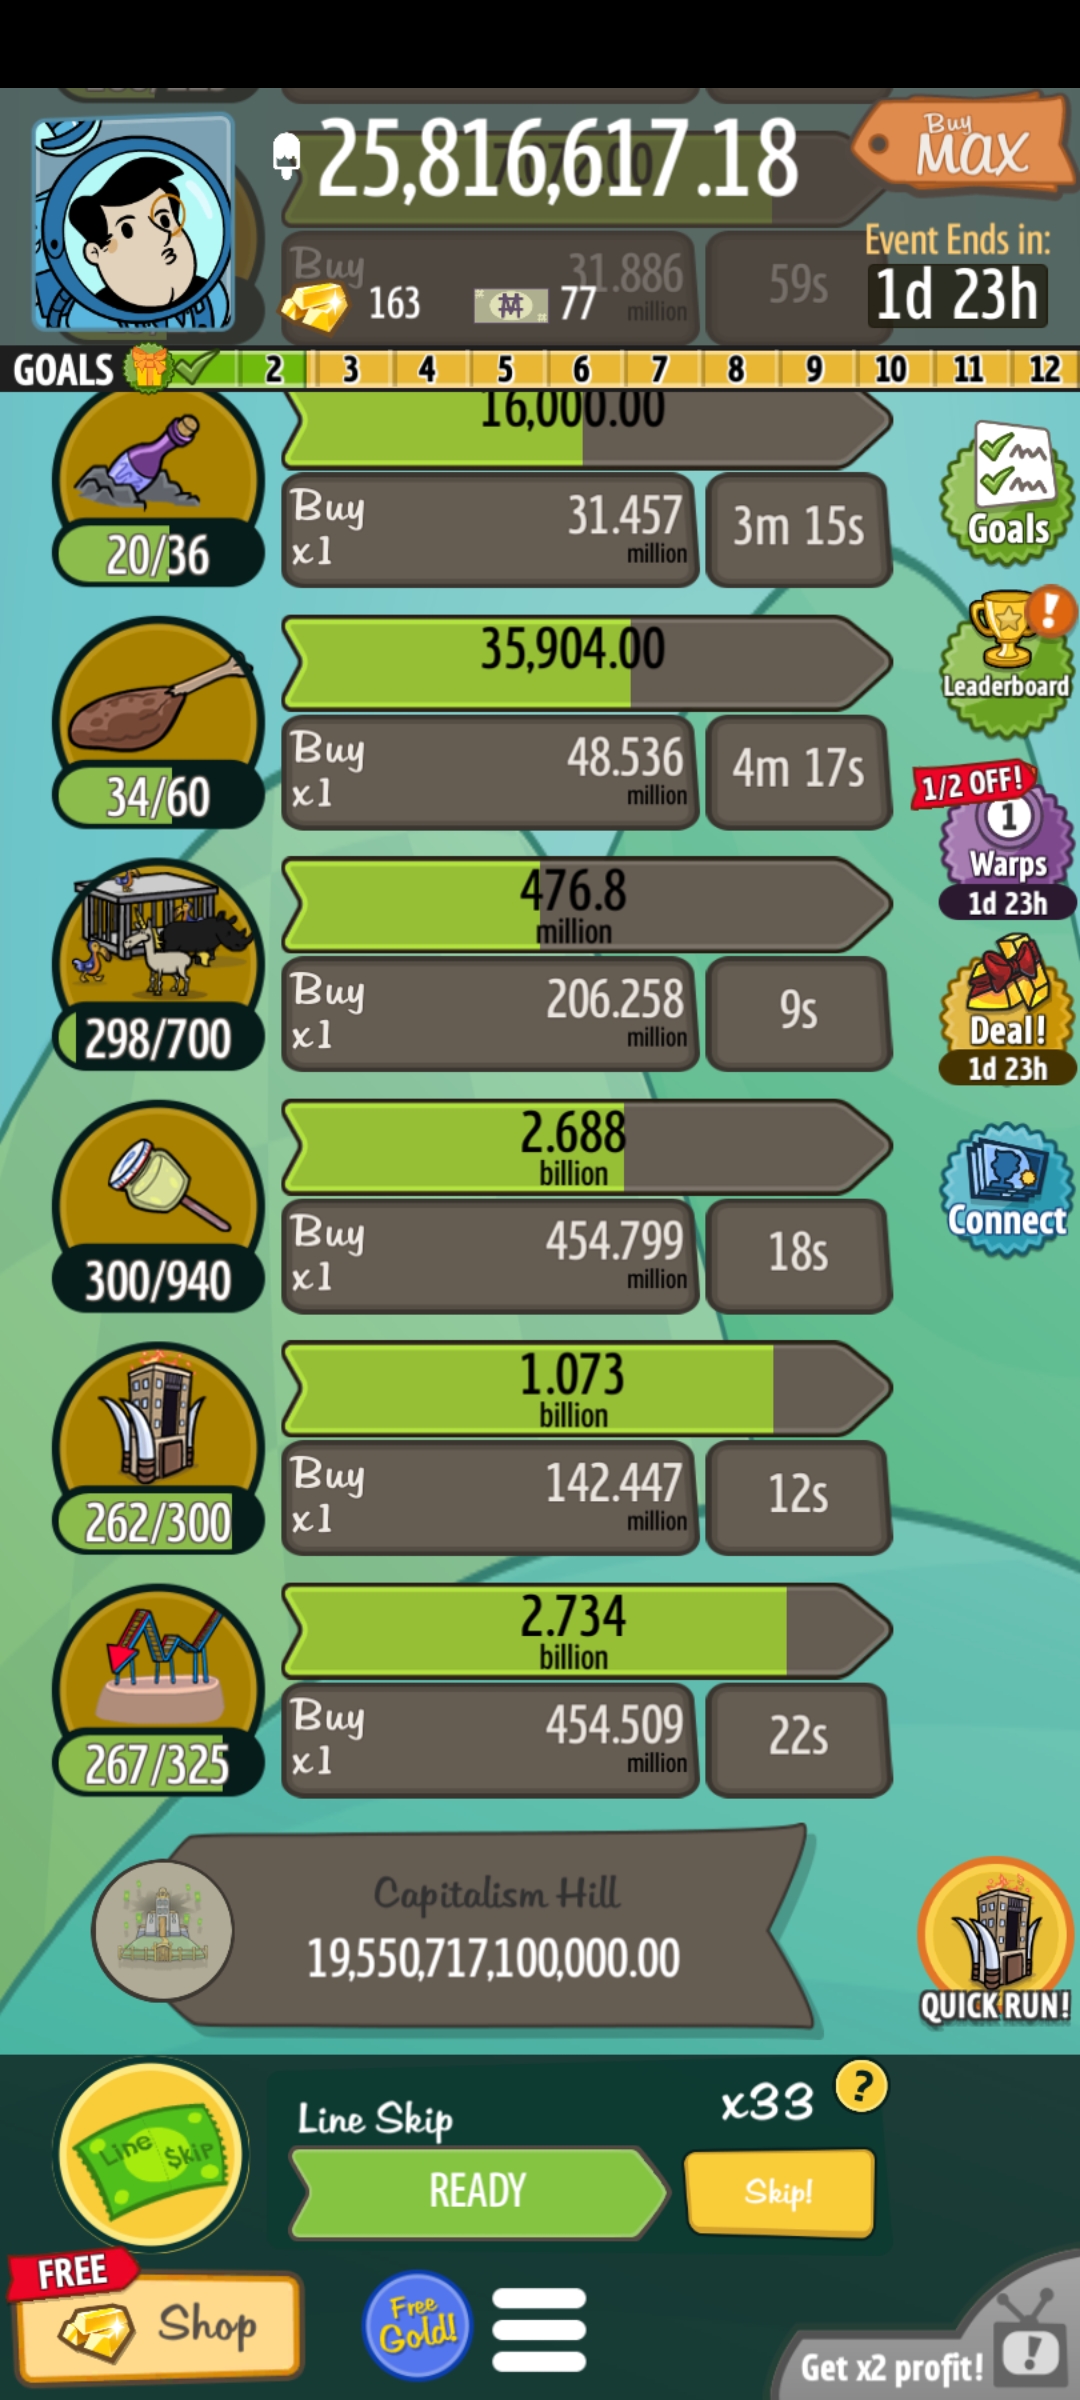 25,816,617.18
Buy
MAX
Buy
31.886
million
59s
163
77
Event Ends in:
1d 23h
GOALS 2 3 4 5 6 7 8 9 10 11 12
16,000.00
20/36
Buy
x1
31.457
million
3m 15s
Goals
35,904.00
34/60
Buy
x1
48.536
million
4m 17s
Leaderboard
1/2 OFF!
1
Warps
1d 23h
476.8
million
298/700
Buy
x1
206.258
million
9s
Deal!
1d 23h
2.688
billion
300/940
Buy
x1
454.799
million
18s
Connect
1.073
billion
262/300
Buy
x1
142.447
million
12s
2.734
billion
267/325
Buy
x1
454.509
million
22s
Capitalism Hill
19,550,717,100,000.00
QUICK RUN!
Line $kip
Line Skip
x33
?
READY
Skip!
FREE
Shop
Free
Gold!
Get x2 profit!